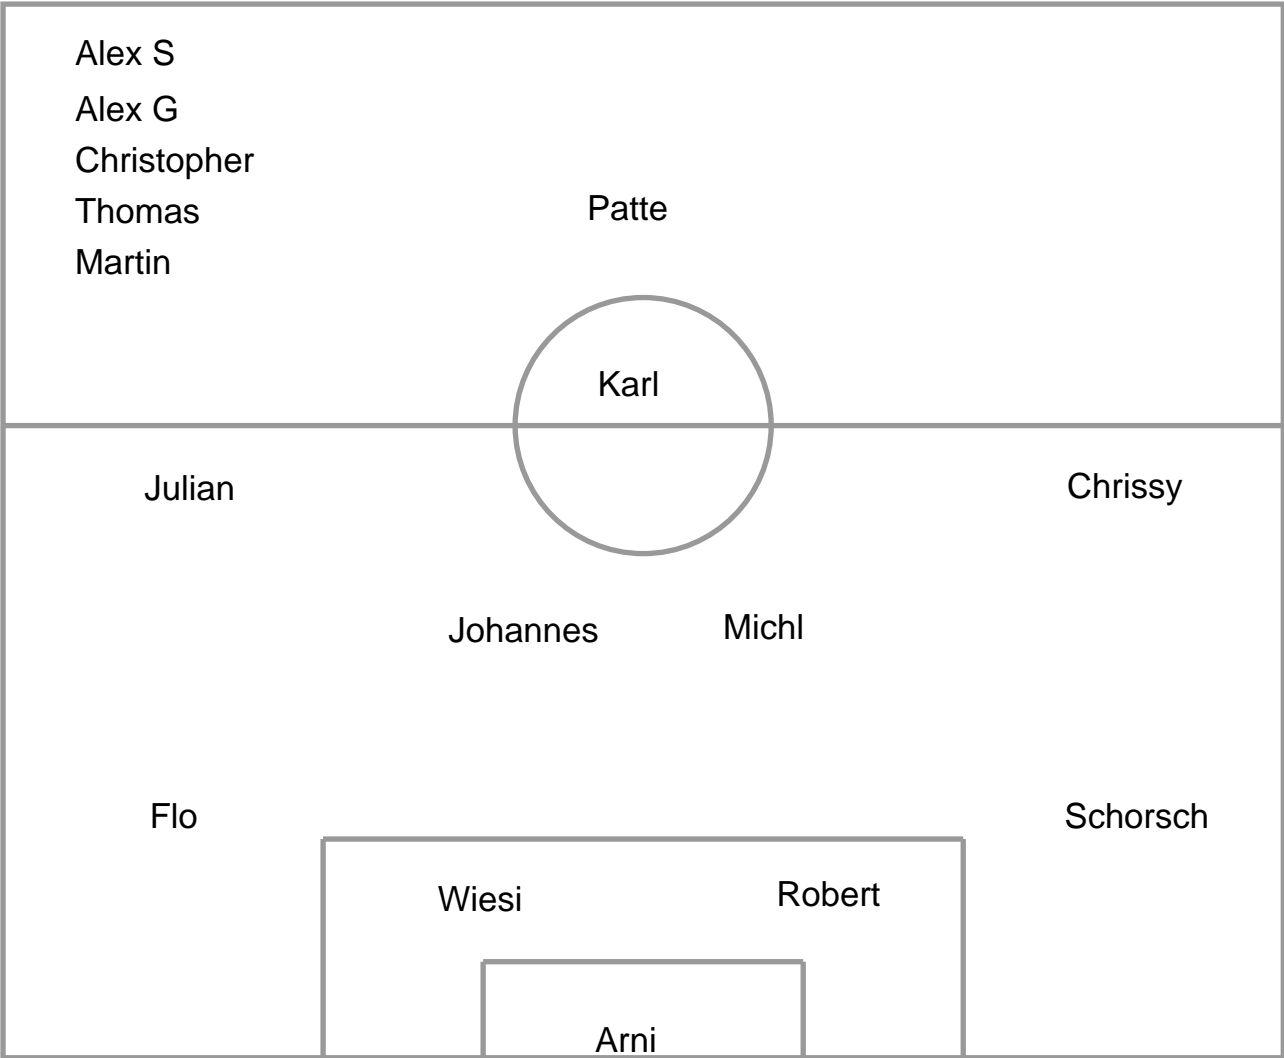 Alex S
Alex G
Christopher
Thomas
Martin
Patte
Karl
Julian
Chrissy
Johannes
Michl
Flo
Schorsch
Wiesi
Robert
Arni